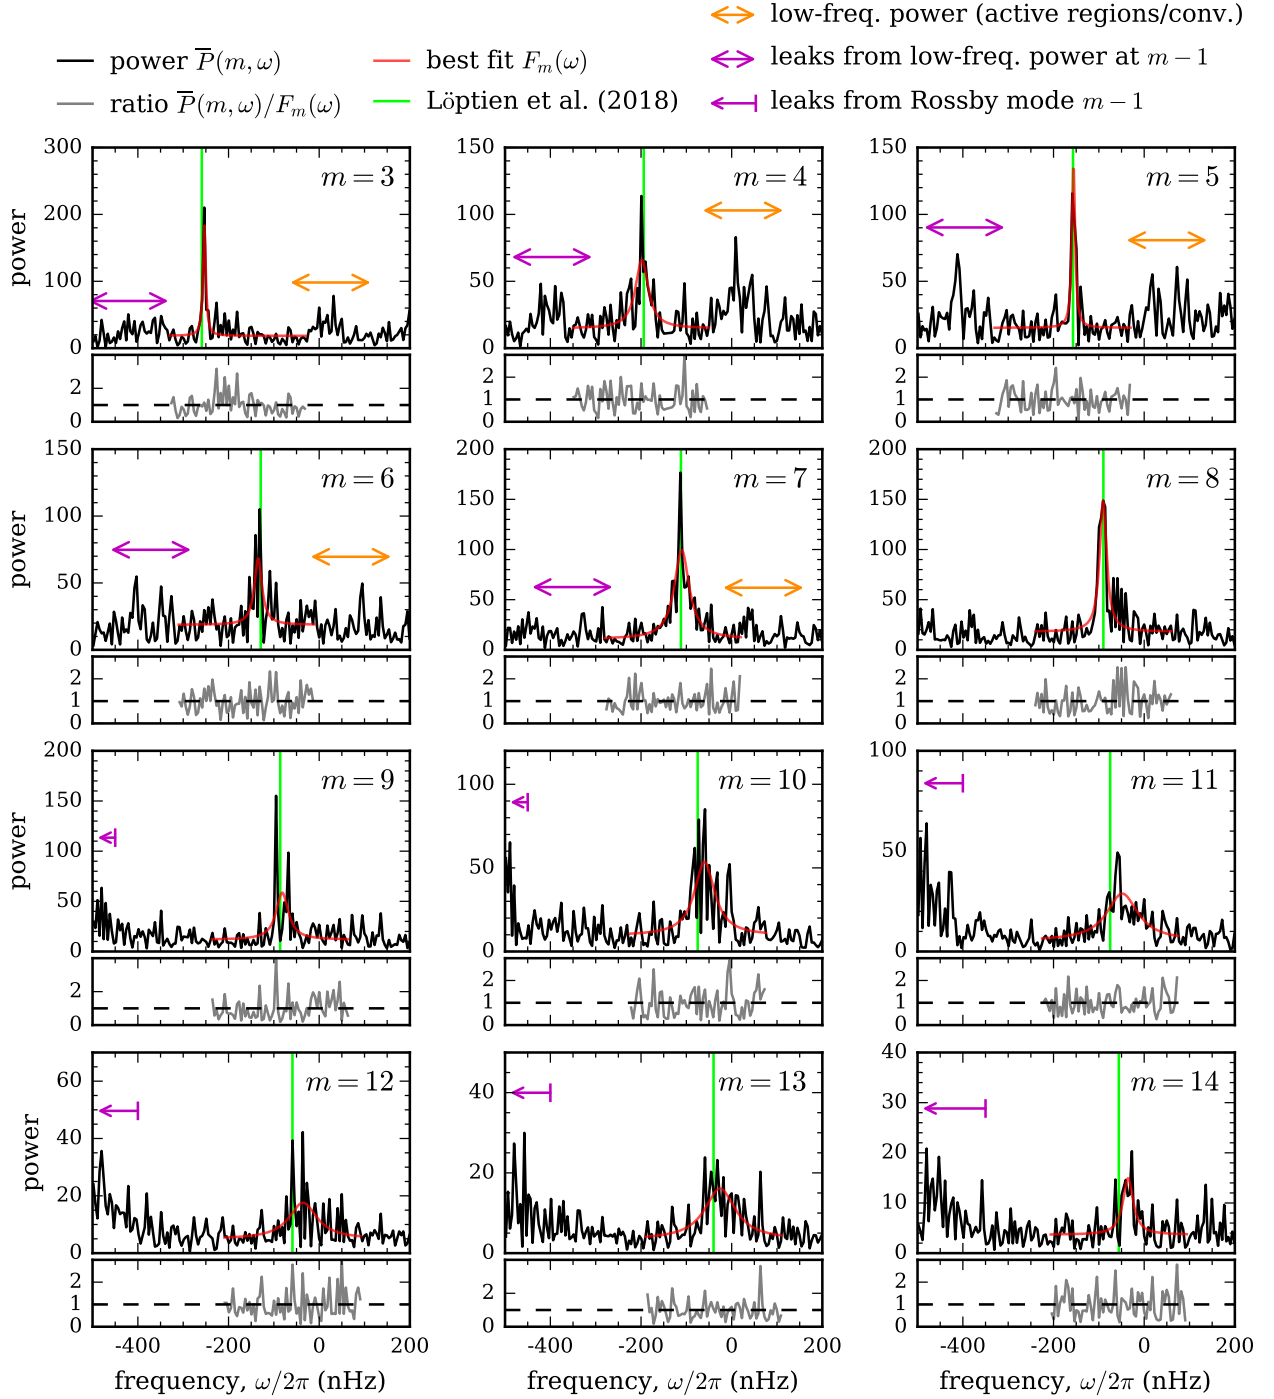 low-freq. power (active regions/conv.)
power P̅(m, ω) best fit Fₘ(ω) leaks from low-freq. power at m − 1
ratio P̅(m, ω)/Fₘ(ω) Löptien et al. (2018) leaks from Rossby mode m − 1
300 150 150
m = 3 m = 4 m = 5
200 100 100
power
100 50 50
0 0 0
2 2 2
1 1
0 0 0
150 200 200
m = 6 m = 7 m = 8
100 150 150
power
100 100
50 50 50
0 0 0
2 2 2
1 1 1
0 0 0
200 100
m = 9 m = 10 m = 11
150 100
power
100 50 50
50
0 0 0
2 2 2
1 1
0 0 0
60 40 40
m = 12 m = 13 m = 14
30
power
40 20 20
20 10
0 0 0
2 2 2
1 1
0 0 0
-400 -200 0 200 -400 -200 0 200 -400 -200 0 200
frequency, ω/2π (nHz) frequency, ω/2π (nHz) frequency, ω/2π (nHz)